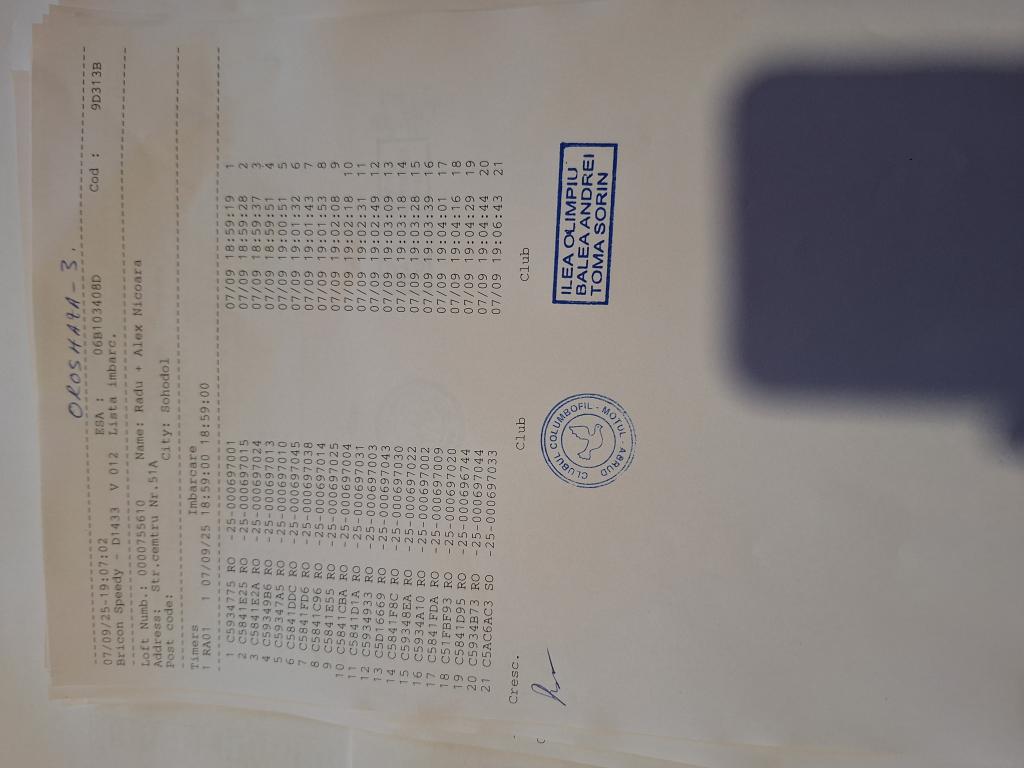 OROSHAZA-3,
07/09/25-19:07:02 ESA : 06B103408D Cod : 9D313B
Bricon Speedy - D1433 V 012 Lista imbarc.
Loft Numb.: 0000755610 Name: Radu + Alex Nicoara
Address: Str.cemtru Nr.51A City: Sohodol
Post code:
Timers Imbarcare
1 RA01 1 07/09/25 18:59:00 18:59:00
1 C5934775 RO -25-000697001 07/09 18:59:19 1
2 C5841E25 RO -25-000697015 07/09 18:59:28 2
3 C5841E2A RO -25-000697024 07/09 18:59:37 3
4 C59349B6 RO -25-000697013 07/09 18:59:51 4
5 C59347A5 RO -25-000697010 07/09 19:00:51 5
6 C5841DDC RO -25-000697045 07/09 19:01:32 6
7 C5841FD6 RO -25-000697028 07/09 19:01:43 7
8 C5841C96 RO -25-000697014 07/09 19:01:53 8
9 C5841E55 RO -25-000697025 07/09 19:02:08 9
10 C5841CBA RO -25-000697004 07/09 19:02:18 10
11 C5841D1A RO -25-000697031 07/09 19:02:31 11
12 C5934933 RO -25-000697003 07/09 19:02:49 12
13 C5D16669 RO -25-000697043 07/09 19:03:09 13
14 C5841F8C RO -25-000697030 07/09 19:03:18 14
15 C59348EA RO -25-000697022 07/09 19:03:28 15
16 C5934A10 RO -25-000697002 07/09 19:03:39 16
17 C5841FDA RO -25-000697009 07/09 19:04:01 17
18 C51FBF93 RO -25-000697020 07/09 19:04:16 18
19 C5841D95 RO -25-000696744 07/09 19:04:29 19
20 C5934B73 RO -25-000697044 07/09 19:04:44 20
21 C5AC6AC3 SO -25-000697033 07/09 19:06:43 21
Cresc. Club Club
CLUBUL COLUMBOFIL - MOTUL - ABRUD
ILEA OLIMPIU
BALEA ANDREI
TOMA SORIN